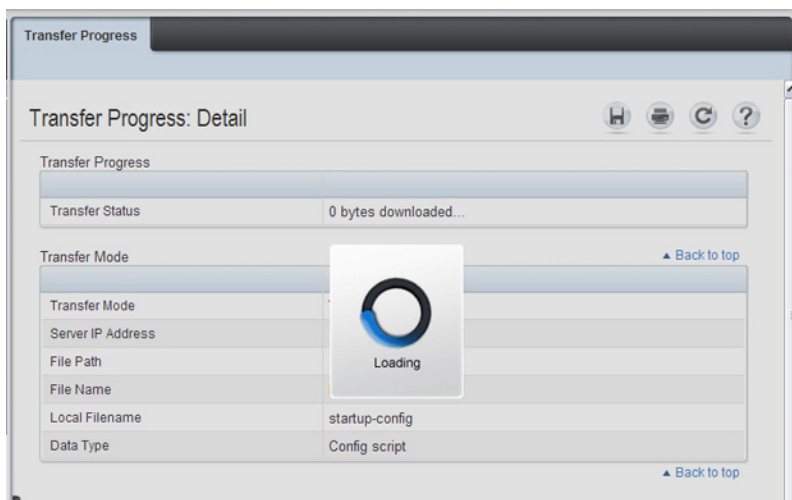 Transfer Progress
Transfer Progress: Detail
?
Transfer Progress
Transfer Status 0 bytes downloaded...
Transfer Mode ▲ Back to top
Transfer Mode
Server IP Address
File Path
File Name
Loading
Local Filename startup-config
Data Type Config script
▲ Back to top